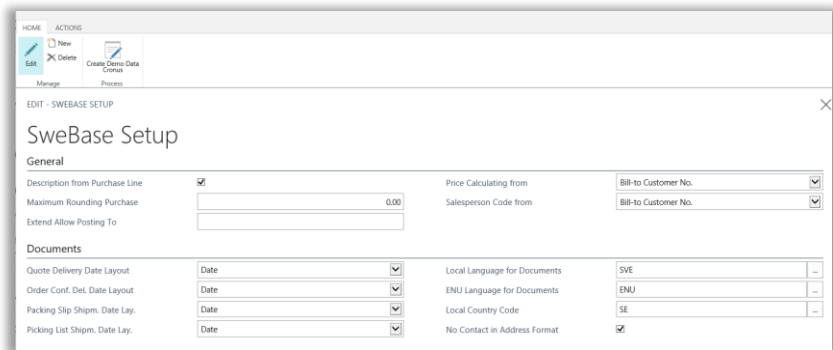 HOME ACTIONS
New
Delete
Edit
Create Demo Data
Cronus
Manage Process
EDIT - SWEBASE SETUP
SweBase Setup
General
Description from Purchase Line
Price Calculating from Bill-to Customer No.
Maximum Rounding Purchase 0.00
Salesperson Code from Bill-to Customer No.
Extend Allow Posting To
Documents
Quote Delivery Date Layout Date
Local Language for Documents SVE ...
Order Conf. Del. Date Layout Date
ENU Language for Documents ENU ...
Packing Slip Shipm. Date Lay. Date
Local Country Code SE ...
Picking List Shipm. Date Lay. Date
No Contact in Address Format